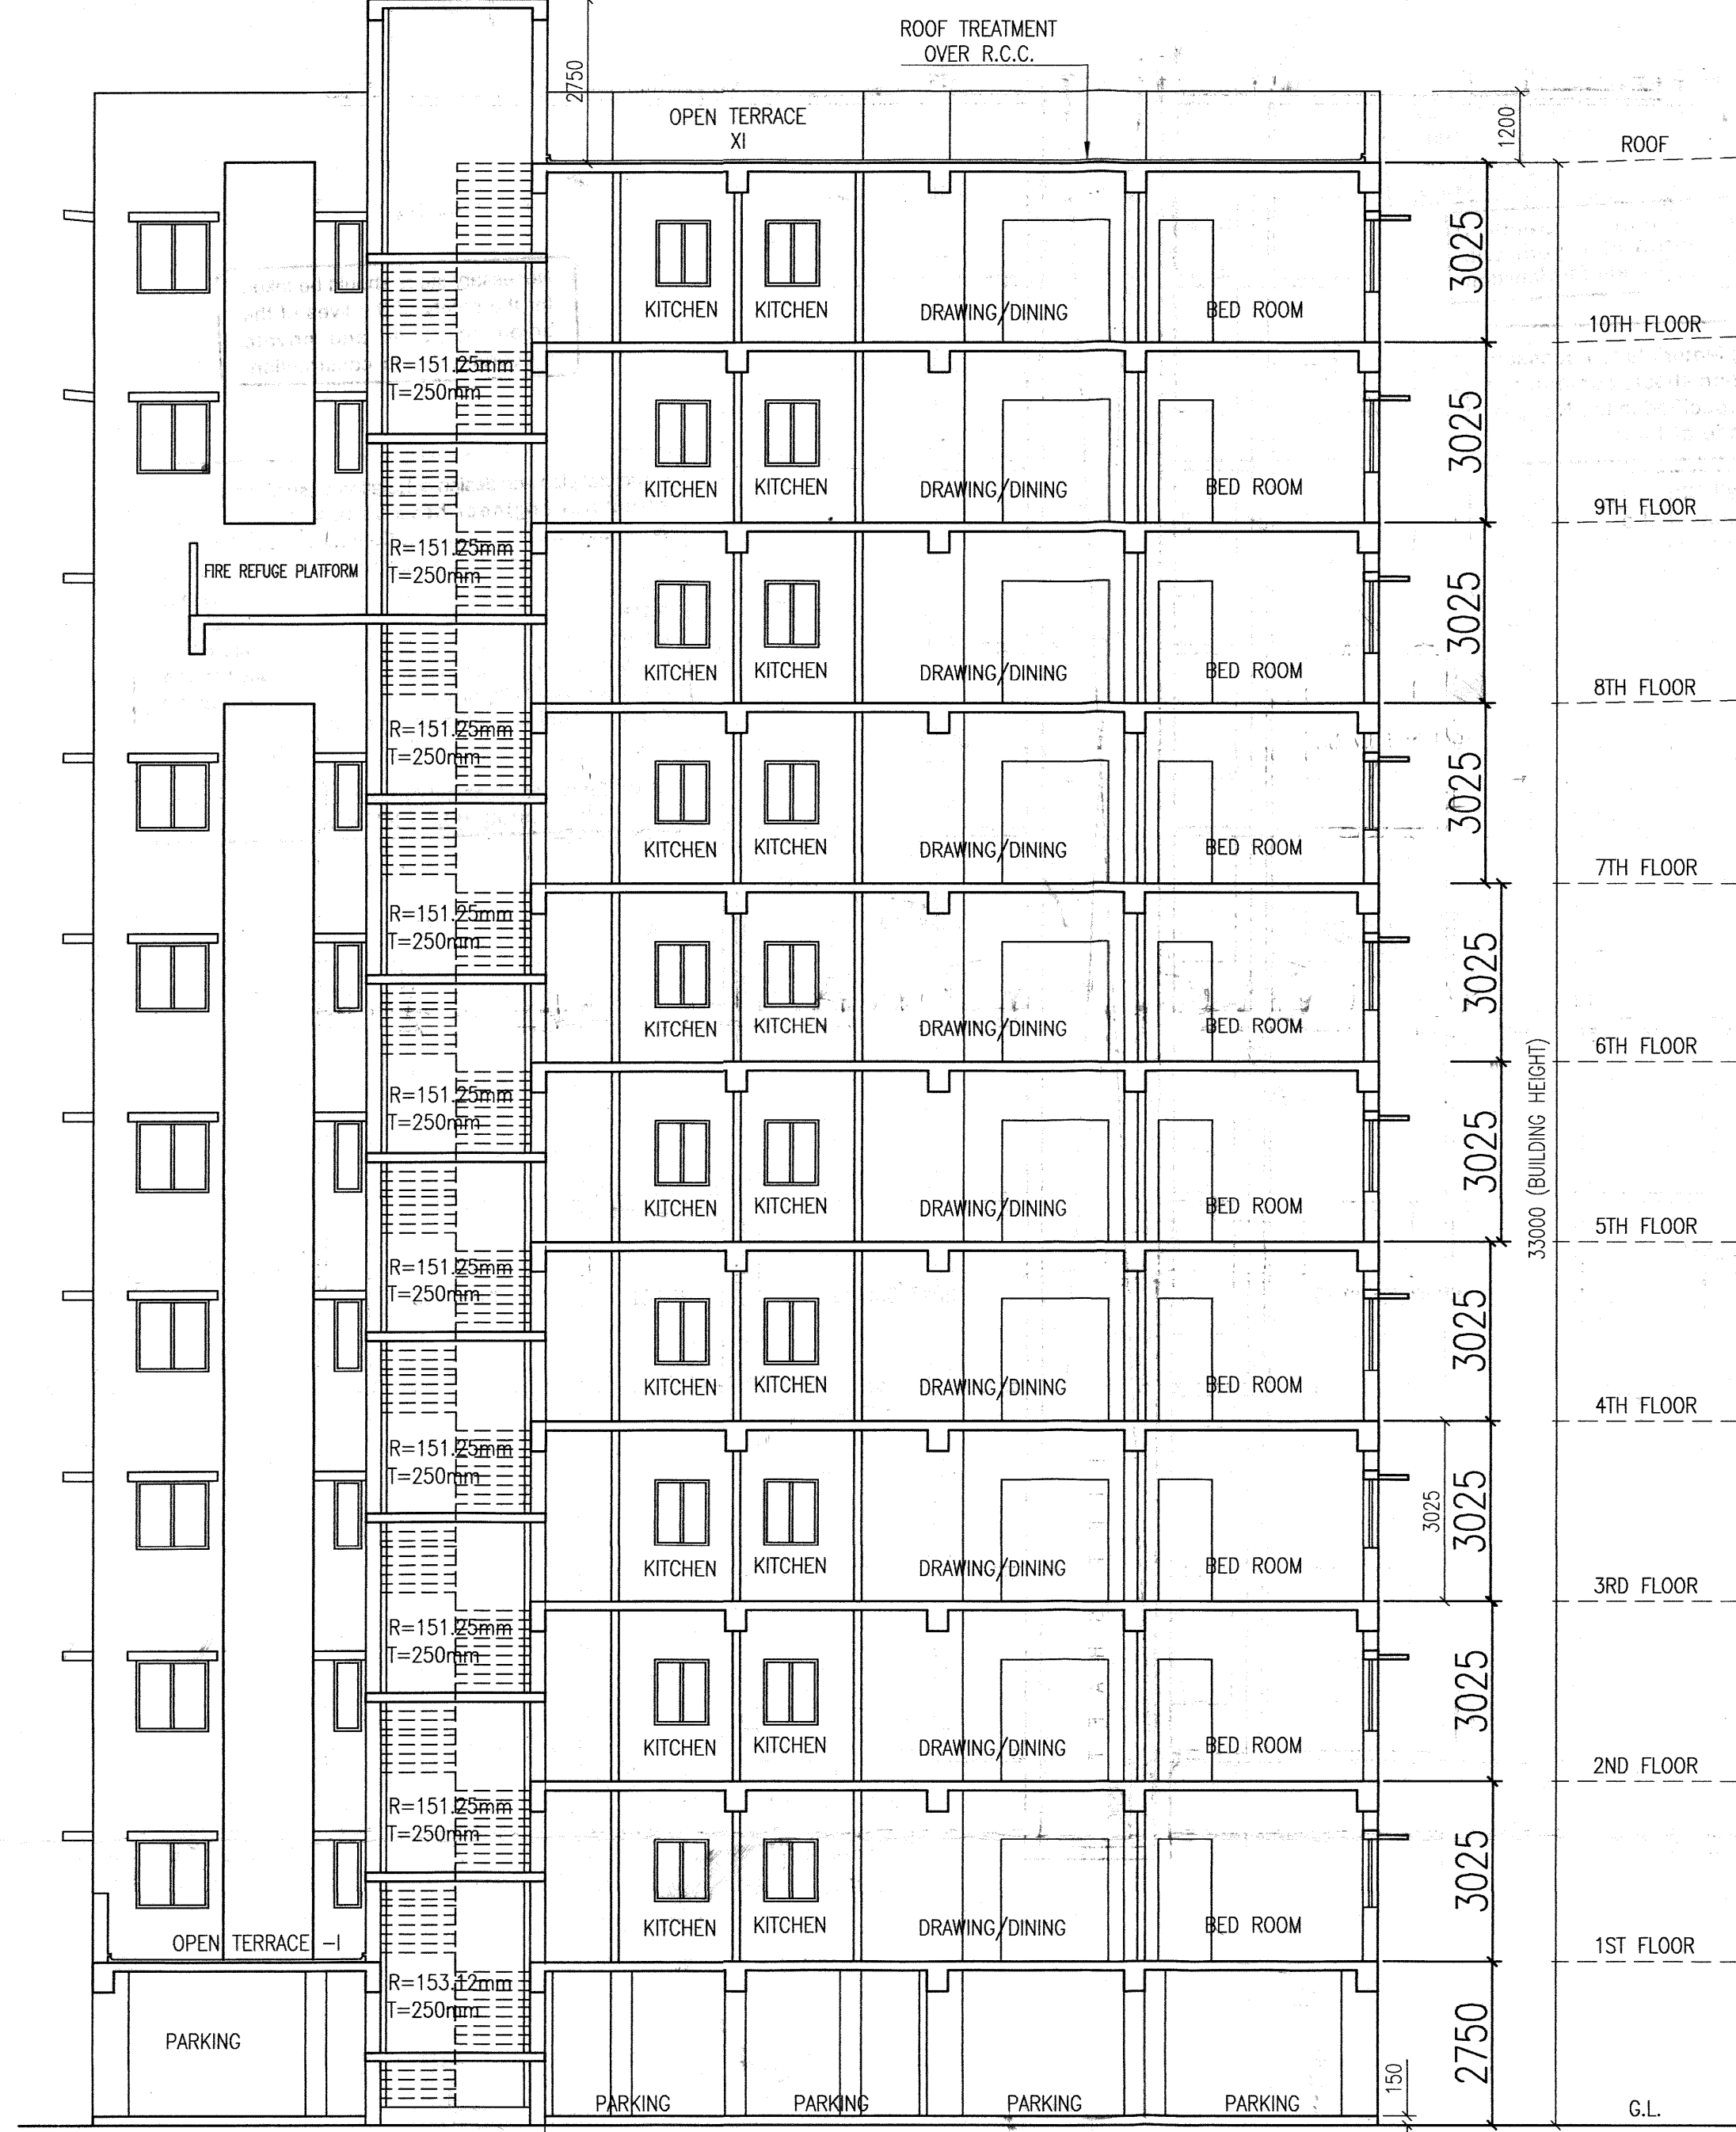 ROOF TREATMENT
OVER R.C.C.
2750
OPEN TERRACE
XI
1200
ROOF
3025
KITCHEN KITCHEN DRAWING/DINING BED ROOM
10TH FLOOR
R=151.25mm
T=250mm
3025
KITCHEN KITCHEN DRAWING/DINING BED ROOM
9TH FLOOR
R=151.25mm
T=250mm
FIRE REFUGE PLATFORM
3025
KITCHEN KITCHEN DRAWING/DINING BED ROOM
8TH FLOOR
R=151.25mm
T=250mm
3025
KITCHEN KITCHEN DRAWING/DINING BED ROOM
7TH FLOOR
R=151.25mm
T=250mm
3025
KITCHEN KITCHEN DRAWING/DINING BED ROOM
6TH FLOOR
R=151.25mm
T=250mm
3025
33000 (BUILDING HEIGHT)
KITCHEN KITCHEN DRAWING/DINING BED ROOM
5TH FLOOR
R=151.25mm
T=250mm
3025
KITCHEN KITCHEN DRAWING/DINING BED ROOM
4TH FLOOR
R=151.25mm
T=250mm
3025
3025
KITCHEN KITCHEN DRAWING/DINING BED ROOM
3RD FLOOR
R=151.25mm
T=250mm
3025
KITCHEN KITCHEN DRAWING/DINING BED ROOM
2ND FLOOR
R=151.25mm
T=250mm
3025
KITCHEN KITCHEN DRAWING/DINING BED ROOM
OPEN TERRACE -I
1ST FLOOR
R=153.12mm
T=250mm
PARKING
2750
150
PARKING PARKING PARKING PARKING
G.L.